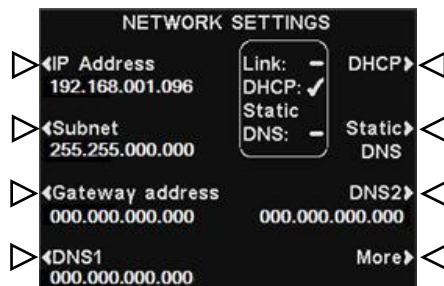 NETWORK SETTINGS
IP Address
192.168.001.096
Link: –
DHCP: ✓
Static
DNS: –
DHCP
Subnet
255.255.000.000
Static
DNS
Gateway address
000.000.000.000
DNS2
000.000.000.000
DNS1
000.000.000.000
More